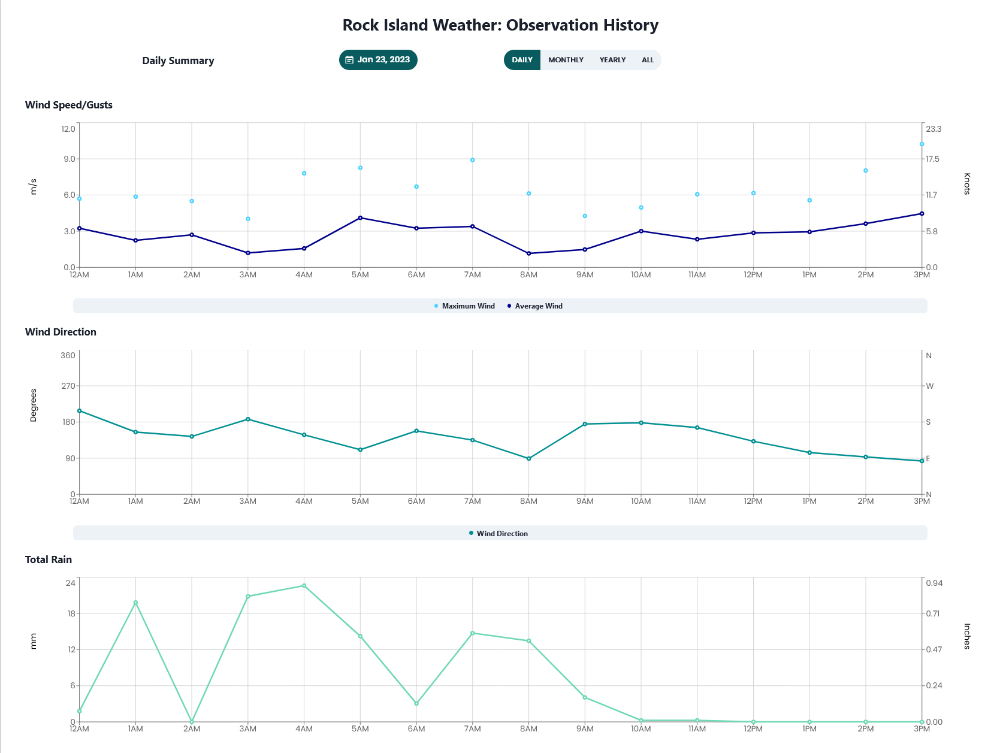 Rock Island Weather: Observation History
Daily Summary
Jan 23, 2023
DAILY MONTHLY YEARLY ALL
Wind Speed/Gusts
12.0 23.3
9.0 17.5
m/s Knots
6.0 11.7
3.0 5.8
0.0 0.0
12AM 1AM 2AM 3AM 4AM 5AM 6AM 7AM 8AM 9AM 10AM 11AM 12PM 1PM 2PM 3PM
Maximum Wind Average Wind
Wind Direction
360 N
270 W
Degrees
180 S
90 E
0 N
12AM 1AM 2AM 3AM 4AM 5AM 6AM 7AM 8AM 9AM 10AM 11AM 12PM 1PM 2PM 3PM
Wind Direction
Total Rain
24 0.94
18 0.71
mm Inches
12 0.47
6 0.24
0 0.00
12AM 1AM 2AM 3AM 4AM 5AM 6AM 7AM 8AM 9AM 10AM 11AM 12PM 1PM 2PM 3PM